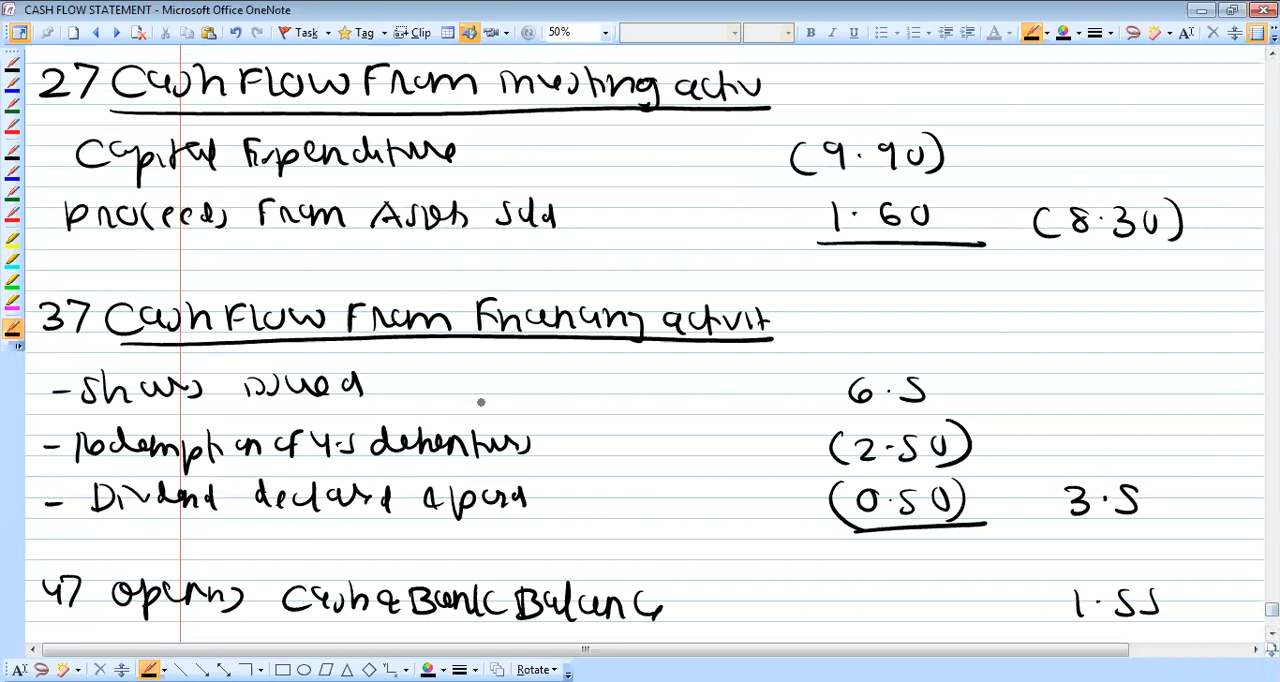 CASH FLOW STATEMENT - Microsoft Office OneNote
Task Tag Clip 50% B I U
27 Cash Flow From Investing activ
Capital Expenditure (9.90)
proceeds From Assets sold 1.60 (8.30)
37 Cash Flow From Financing activit
- Shares issued 6.5
- Redemption of debentures (2.50)
- Dividend declared & paid (0.50) 3.5
47 opening Cash & Bank Balance 1.55
Rotate